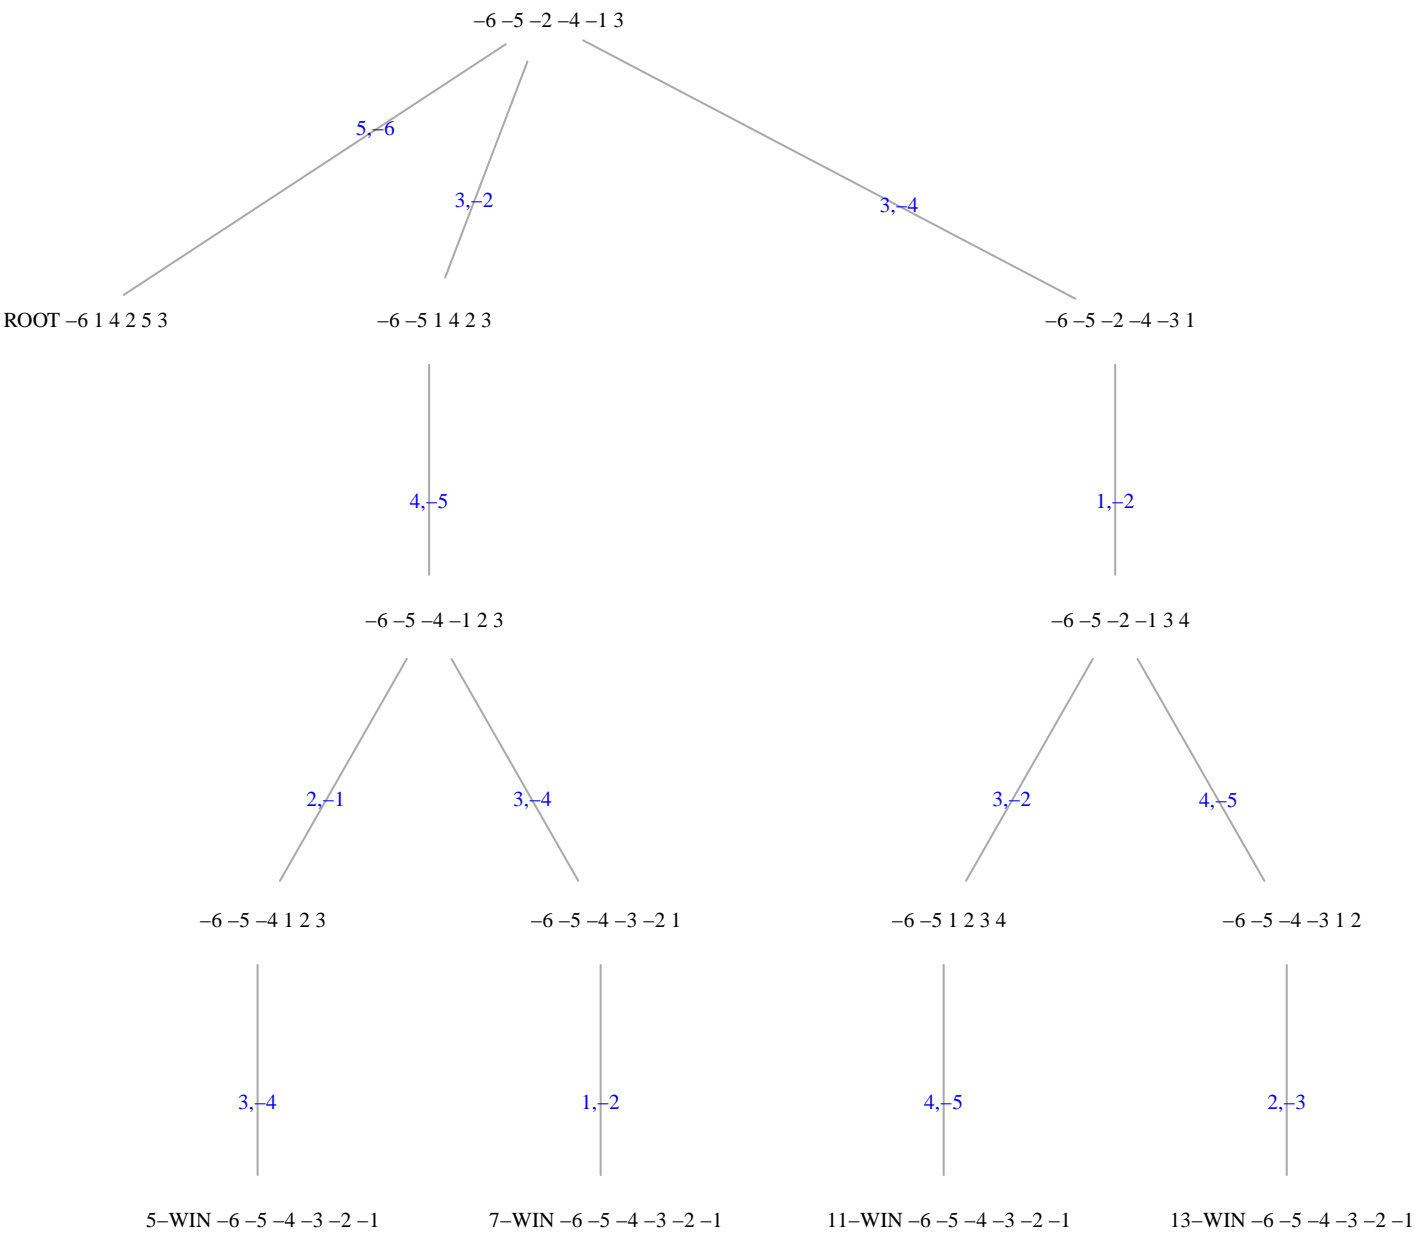 –6 –5 –2 –4 –1 3
5,–6
3,–2
3,–4
ROOT –6 1 4 2 5 3
–6 –5 1 4 2 3
–6 –5 –2 –4 –3 1
4,–5
1,–2
–6 –5 –4 –1 2 3
–6 –5 –2 –1 3 4
2,–1
3,–4
3,–2
4,–5
–6 –5 –4 1 2 3
–6 –5 –4 –3 –2 1
–6 –5 1 2 3 4
–6 –5 –4 –3 1 2
3,–4
1,–2
4,–5
2,–3
5–WIN –6 –5 –4 –3 –2 –1
7–WIN –6 –5 –4 –3 –2 –1
11–WIN –6 –5 –4 –3 –2 –1
13–WIN –6 –5 –4 –3 –2 –1